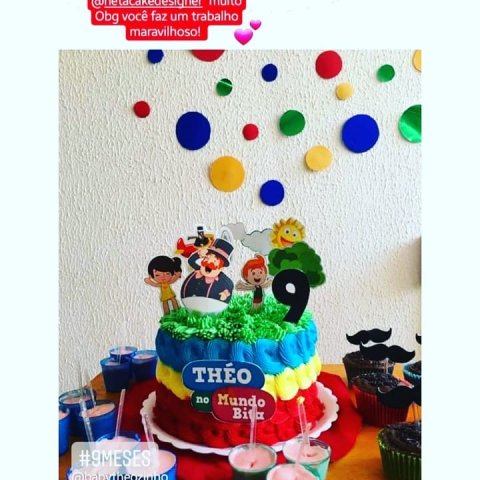 @netacakedesigner muito
Obg você faz um trabalho
maravilhoso!
9
THÉO
no Mundo
Bita
#9MESES
@babytheozinho